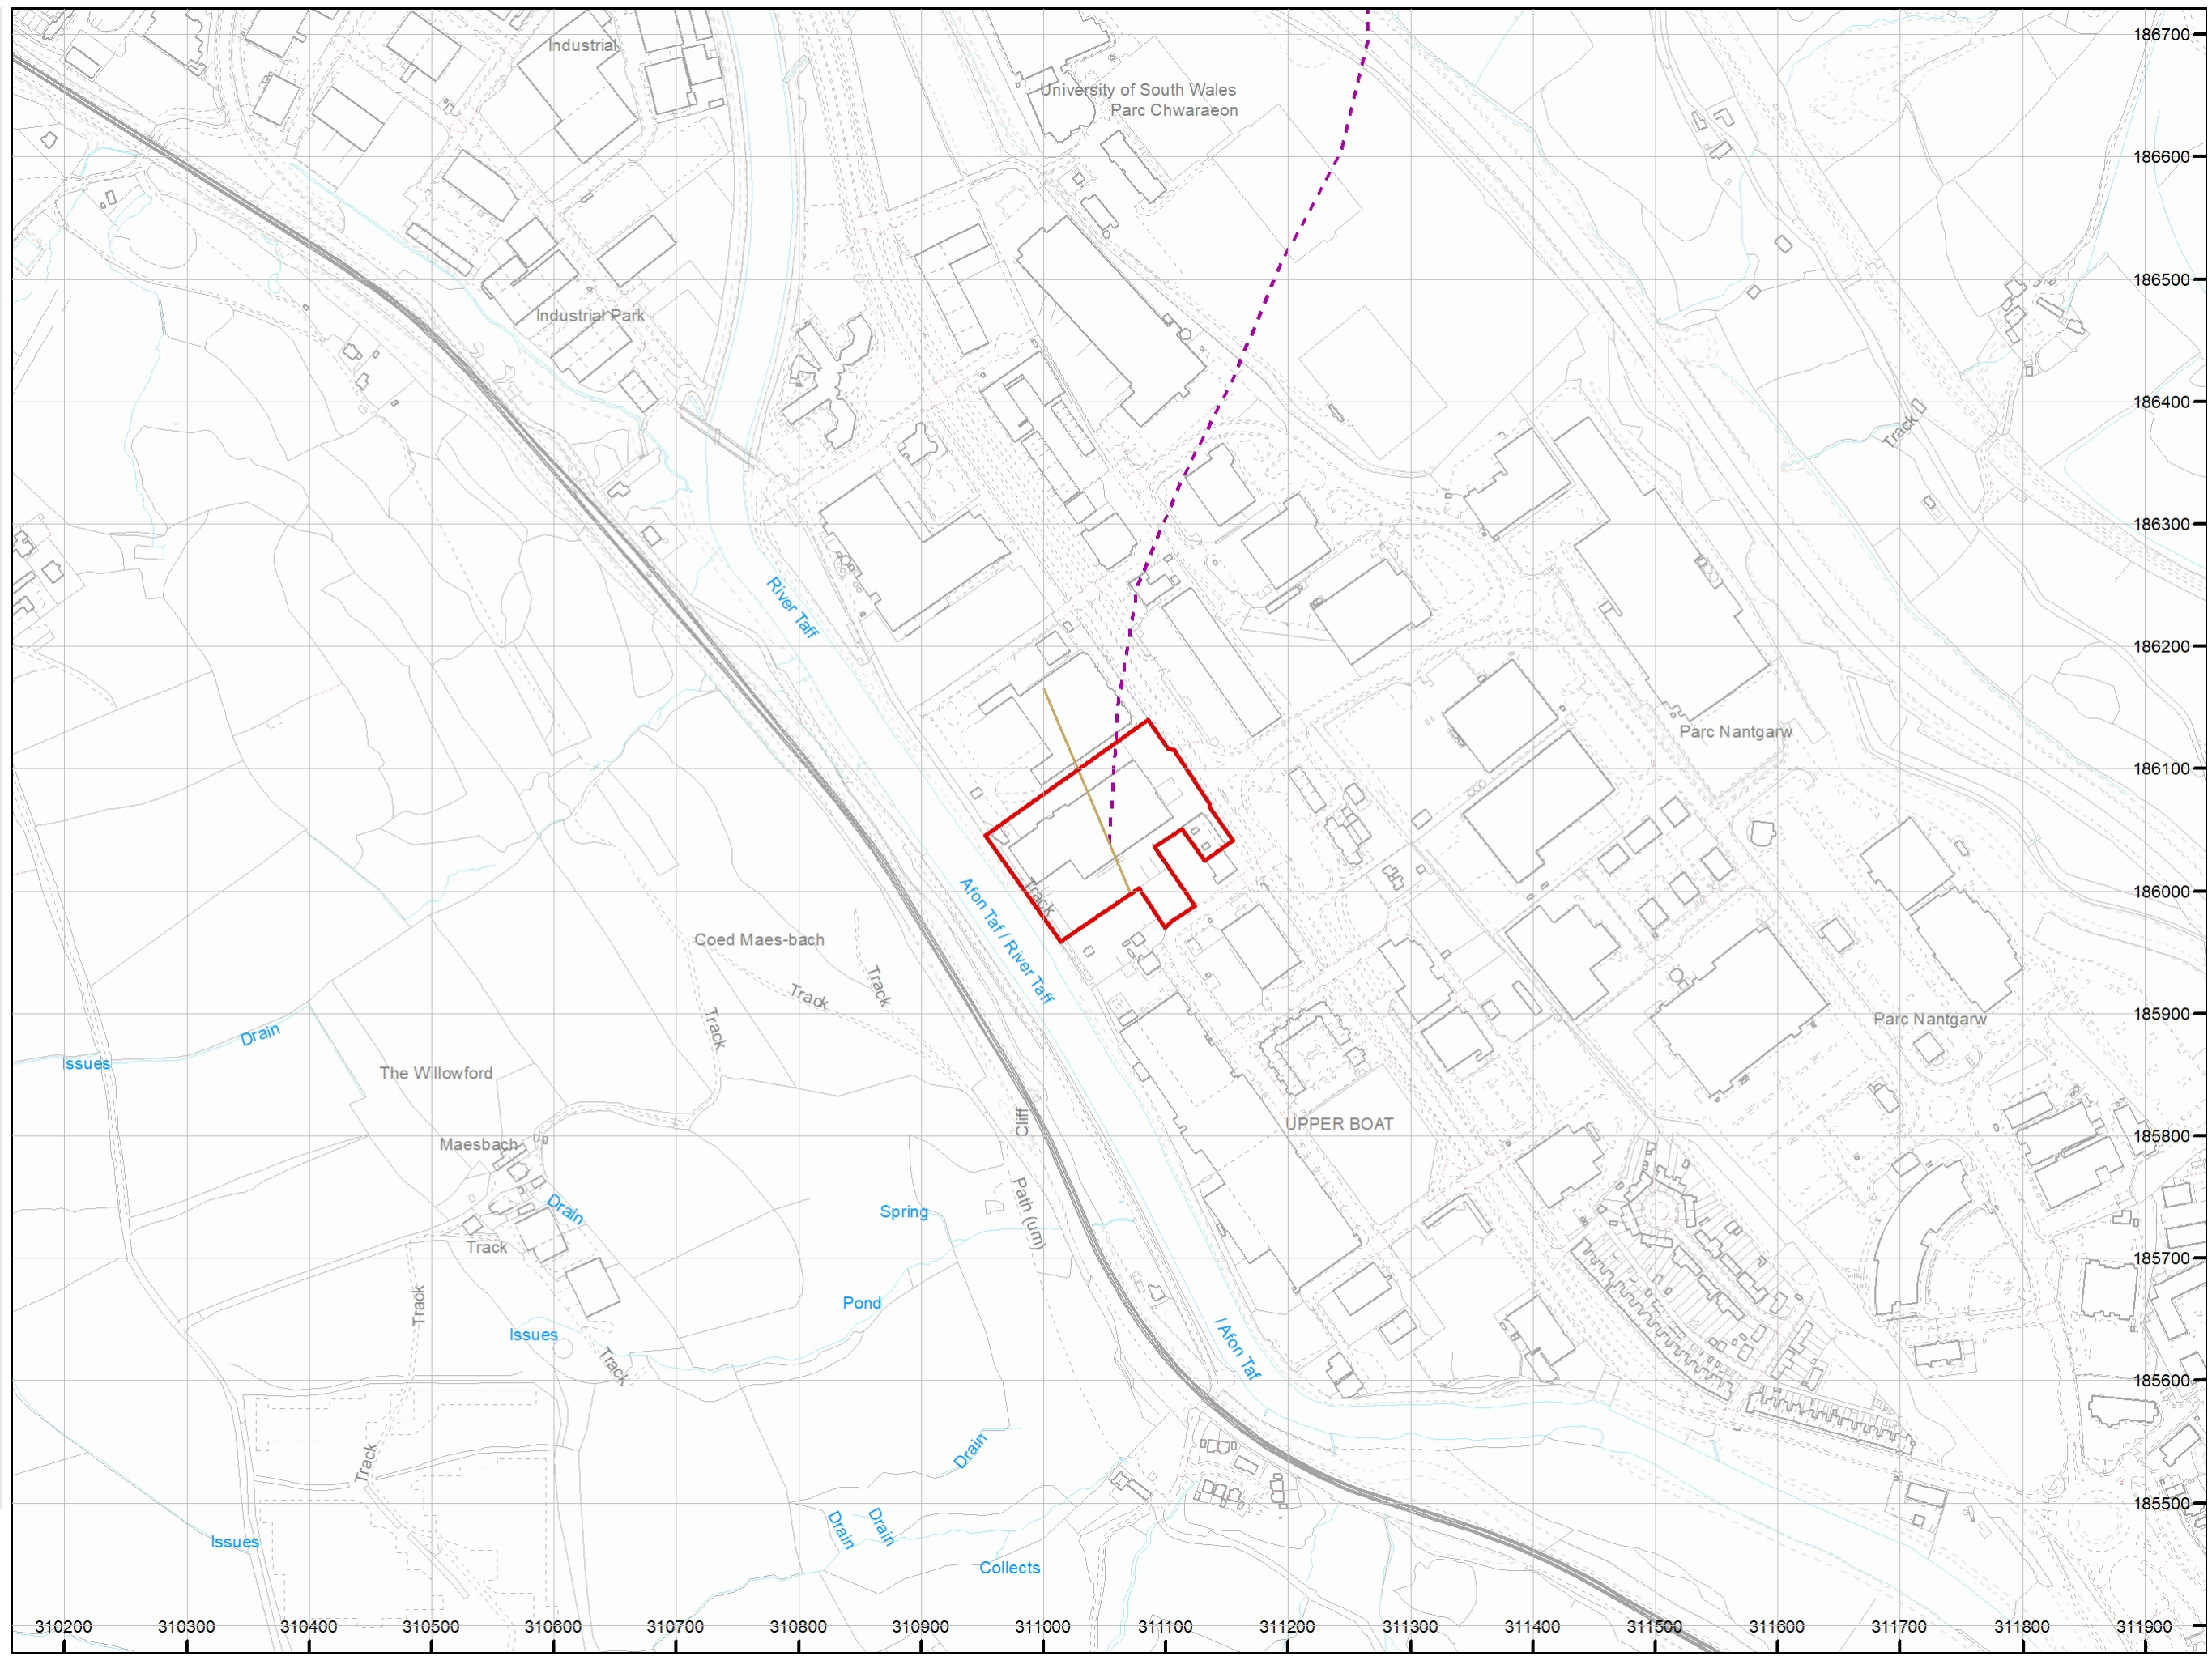 Industrial
186700
University of South Wales
Parc Chwaraeon
186600
186500
Industrial Park
186400
Track
186300
River Taff
186200
Parc Nantgarw
186100
Track
186000
Afon Taf / River Taff
Coed Maes-bach
Track
Track
Track
Parc Nantgarw
185900
Drain
Issues
The Willowford
Cliff
UPPER BOAT
185800
Maesbach
Drain
Spring
Path (um)
Track
185700
Track
Pond
Issues
/ Afon Taf
Track
185600
Drain
Track
185500
Drain
Drain
Issues
Collects
310200 310300 310400 310500 310600 310700 310800 310900 311000 311100 311200 311300 311400 311500 311600 311700 311800 311900